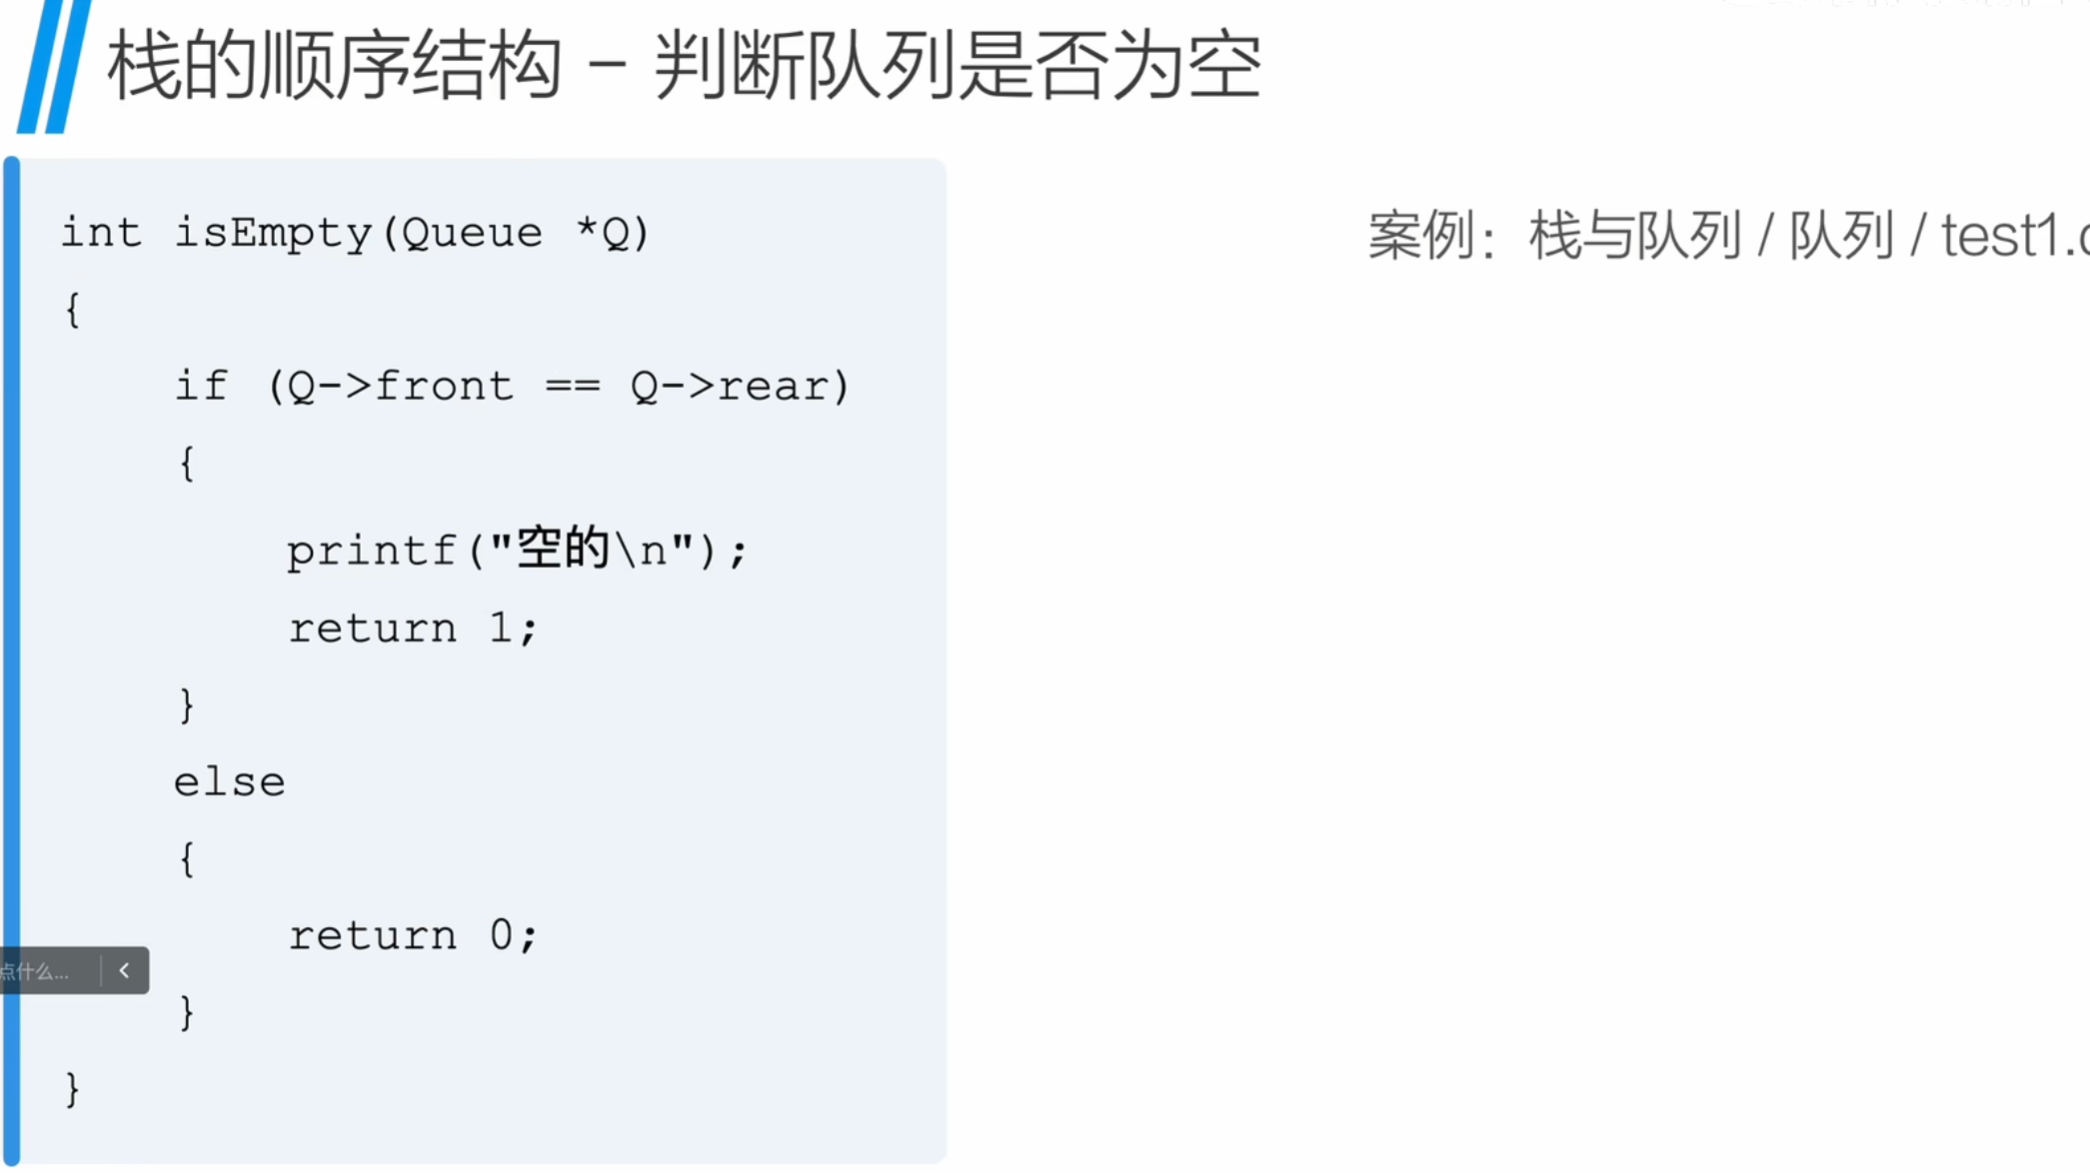 栈的顺序结构 - 判断队列是否为空
案例：栈与队列 / 队列 / test1.c
int isEmpty(Queue *Q)
{
    if (Q->front == Q->rear)
    {
        printf("空的\n");
        return 1;
    }
    else
    {
        return 0;
    }
}
点什么...